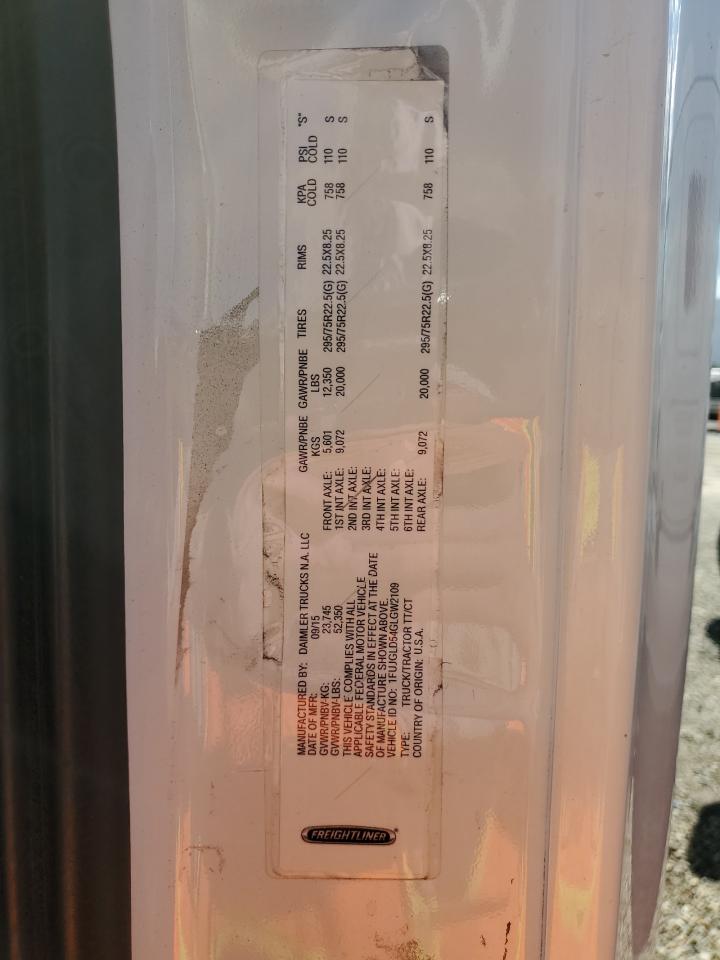 FREIGHTLINER
MANUFACTURED BY: DAIMLER TRUCKS N.A. LLC
DATE OF MFR: 09/15
GVWR/PNBV-KG: 23,745
GVWR/PNBV-LBS: 52,350
THIS VEHICLE COMPLIES WITH ALL
APPLICABLE FEDERAL MOTOR VEHICLE
SAFETY STANDARDS IN EFFECT AT THE DATE
OF MANUFACTURE SHOWN ABOVE.
VEHICLE ID NO: 1FUJGLD54GLGW2109
TYPE: TRUCK/TRACTOR TT/CT
COUNTRY OF ORIGIN: U.S.A.
GAWR/PNBE GAWR/PNBE TIRES RIMS KPA PSI "S"
KGS LBS COLD COLD
FRONT AXLE: 5,601 12,350 295/75R22.5(G) 22.5X8.25 758 110 S
1ST INT AXLE: 9,072 20,000 295/75R22.5(G) 22.5X8.25 758 110 S
2ND INT AXLE:
3RD INT AXLE:
4TH INT AXLE:
5TH INT AXLE:
6TH INT AXLE:
REAR AXLE: 9,072 20,000 295/75R22.5(G) 22.5X8.25 758 110 S